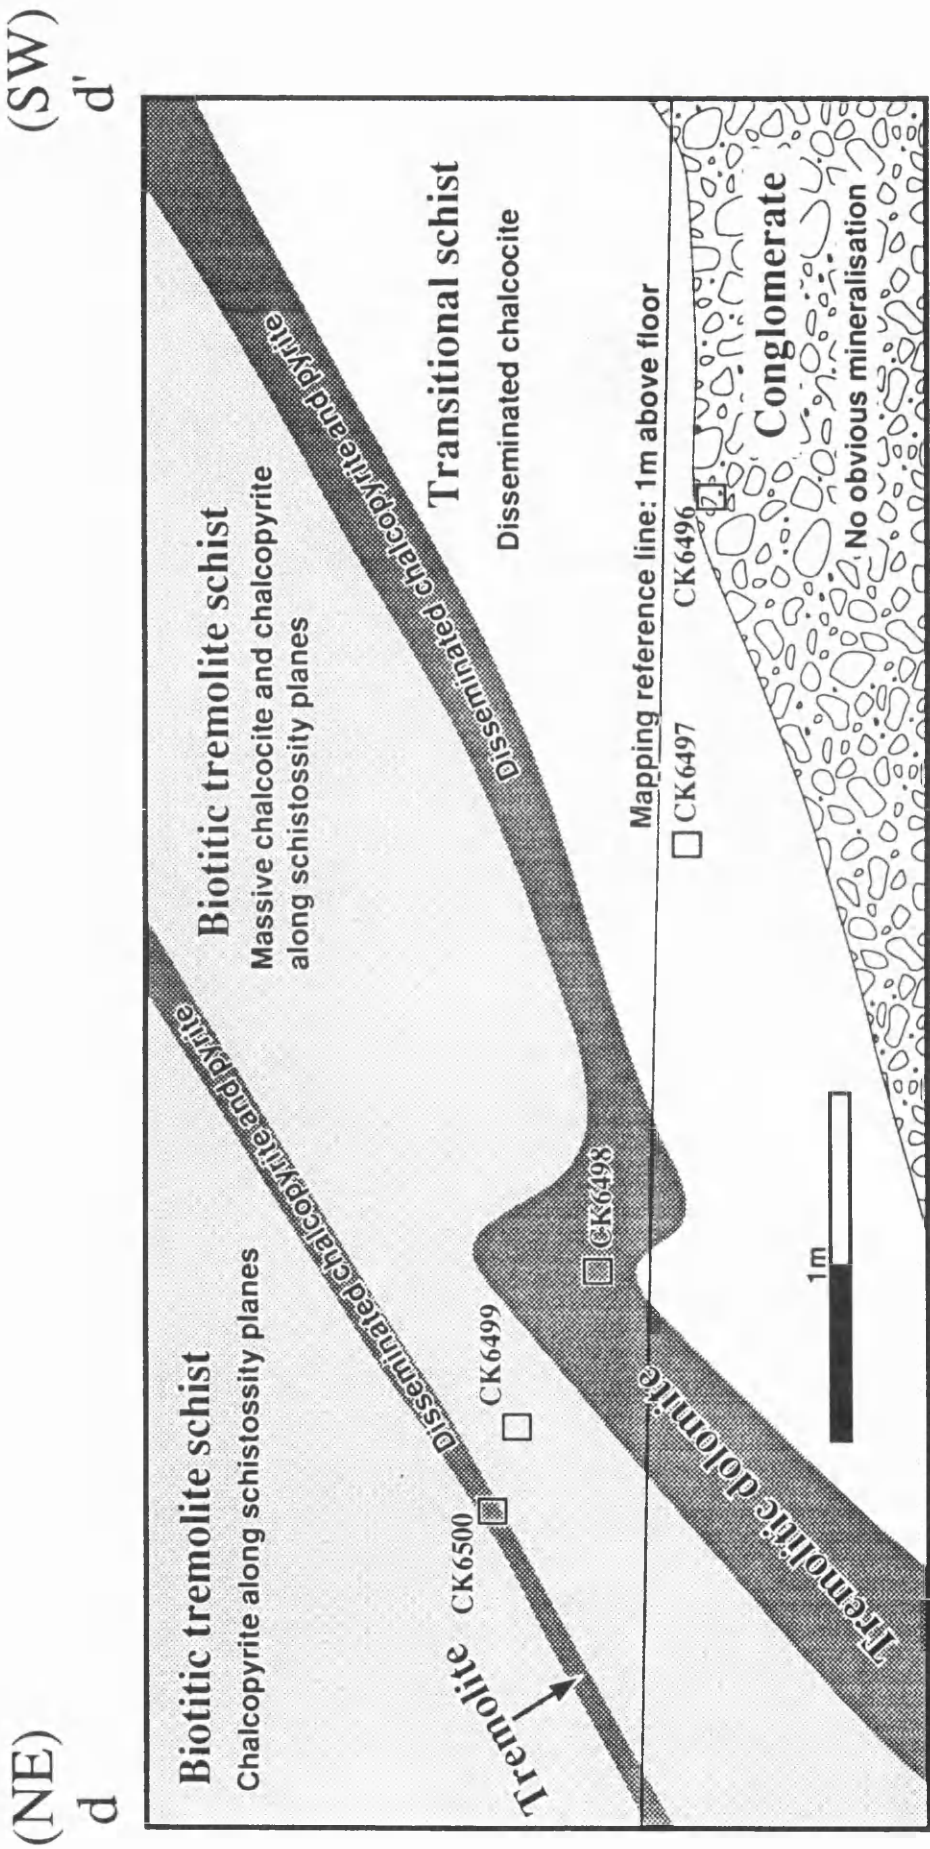 (NE)
d
(SW)
d'
Biotitic tremolite schist
Chalcopyrite along schistossity planes
Biotitic tremolite schist
Massive chalcocite and chalcopyrite
along schistossity planes
Disseminated chalcopyrite and pyrite
Disseminated chalcopyrite and pyrite
Transitional schist
Disseminated chalcocite
Tremolite
CK6500
CK6499
CK6498
Mapping reference line: 1m above floor
CK6497
CK6496
?
Tremolitic dolomite
1m
Conglomerate
No obvious mineralisation